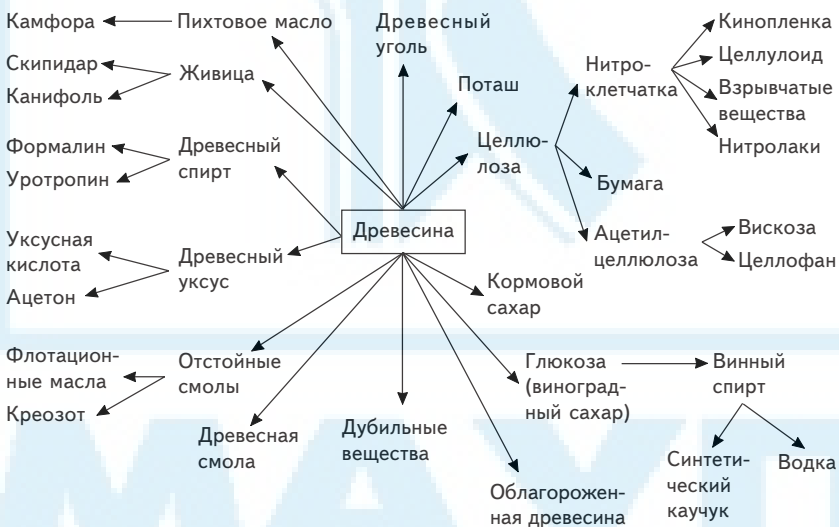 Камфора
Пихтовое масло
Древесный
уголь
Кинопленка
Скипидар
Канифоль
Живица
Поташ
Нитро-
клетчатка
Целлулоид
Взрывчатые
вещества
Нитролаки
Формалин
Уротропин
Древесный
спирт
Целлю-
лоза
Бумага
Древесина
Ацетил-
целлюлоза
Вискоза
Целлофан
Уксусная
кислота
Ацетон
Древесный
уксус
Кормовой
сахар
Флотацион-
ные масла
Креозот
Отстойные
смолы
Древесная
смола
Дубильные
вещества
Глюкоза
(виноград-
ный сахар)
Винный
спирт
Облагорожен-
ная древесина
Синтети-
ческий
каучук
Водка
МАУП